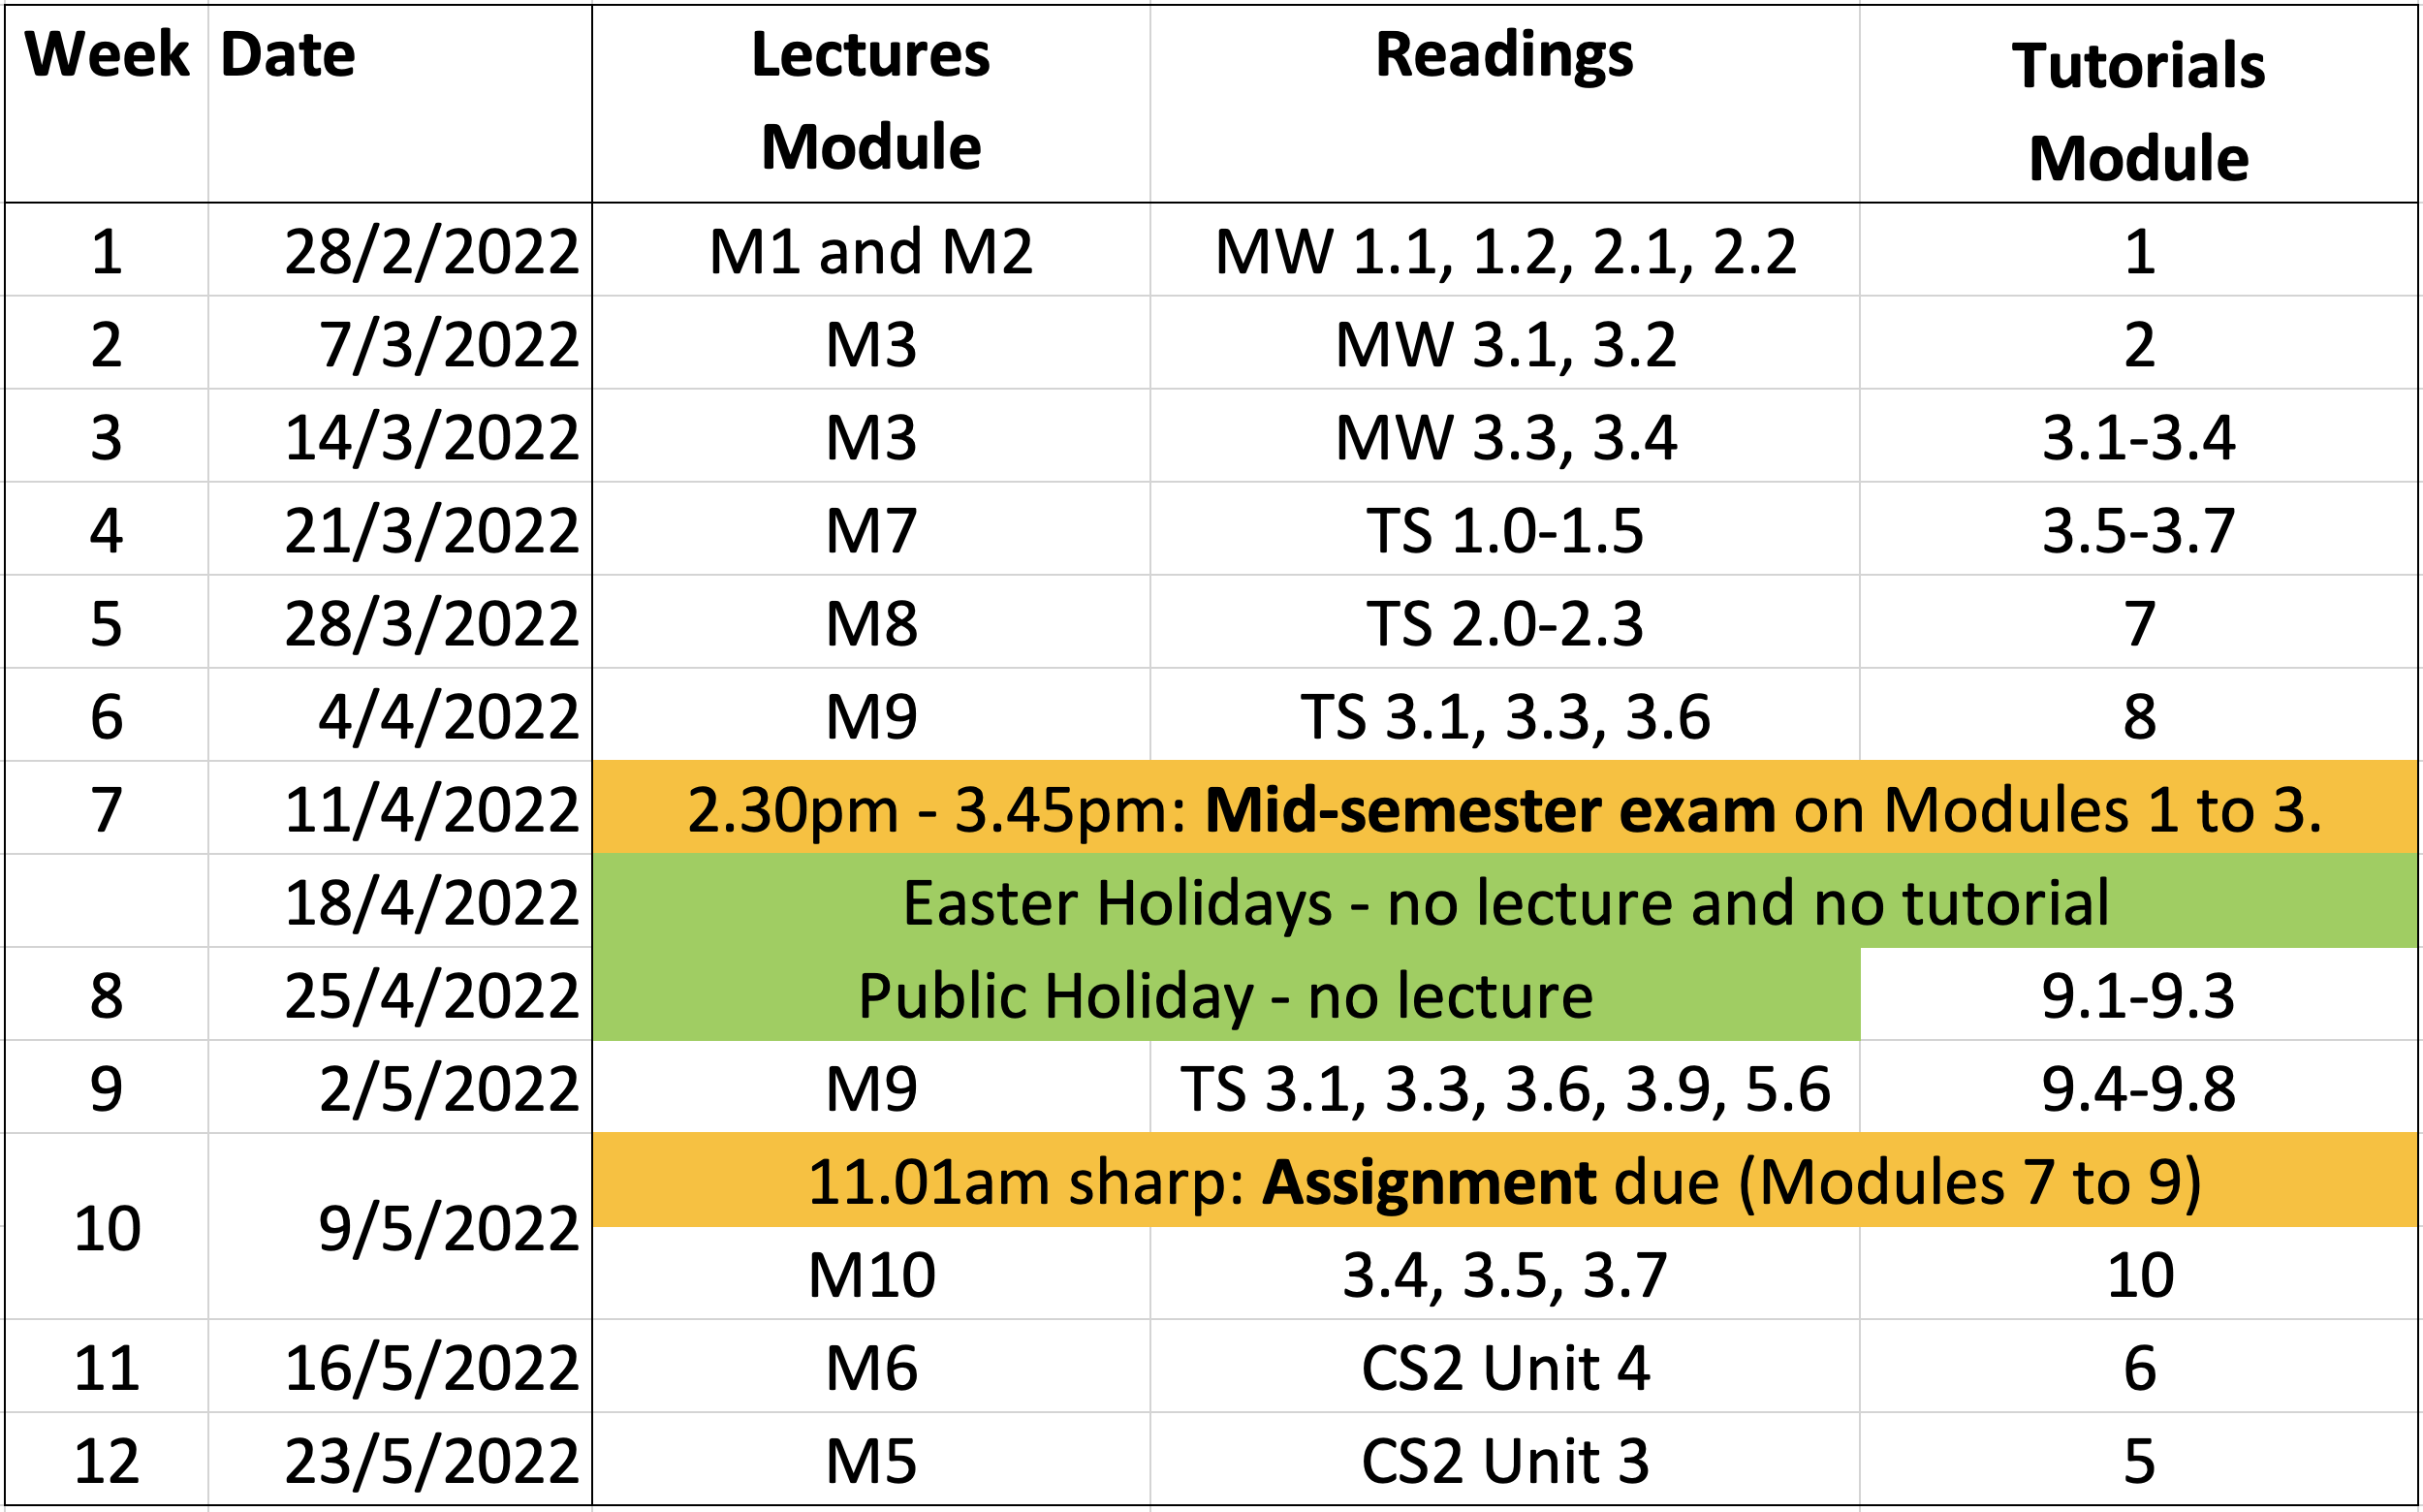 Week Date Lectures Module Readings Tutorials Module
1 28/2/2022 M1 and M2 MW 1.1, 1.2, 2.1, 2.2 1
2 7/3/2022 M3 MW 3.1, 3.2 2
3 14/3/2022 M3 MW 3.3, 3.4 3.1-3.4
4 21/3/2022 M7 TS 1.0-1.5 3.5-3.7
5 28/3/2022 M8 TS 2.0-2.3 7
6 4/4/2022 M9 TS 3.1, 3.3, 3.6 8
7 11/4/2022 2.30pm - 3.45pm: Mid-semester exam on Modules 1 to 3.
18/4/2022 Easter Holidays - no lecture and no tutorial
8 25/4/2022 Public Holiday - no lecture 9.1-9.3
9 2/5/2022 M9 TS 3.1, 3.3, 3.6, 3.9, 5.6 9.4-9.8
10 9/5/2022 11.01am sharp: Assignment due (Modules 7 to 9)
M10 3.4, 3.5, 3.7 10
11 16/5/2022 M6 CS2 Unit 4 6
12 23/5/2022 M5 CS2 Unit 3 5